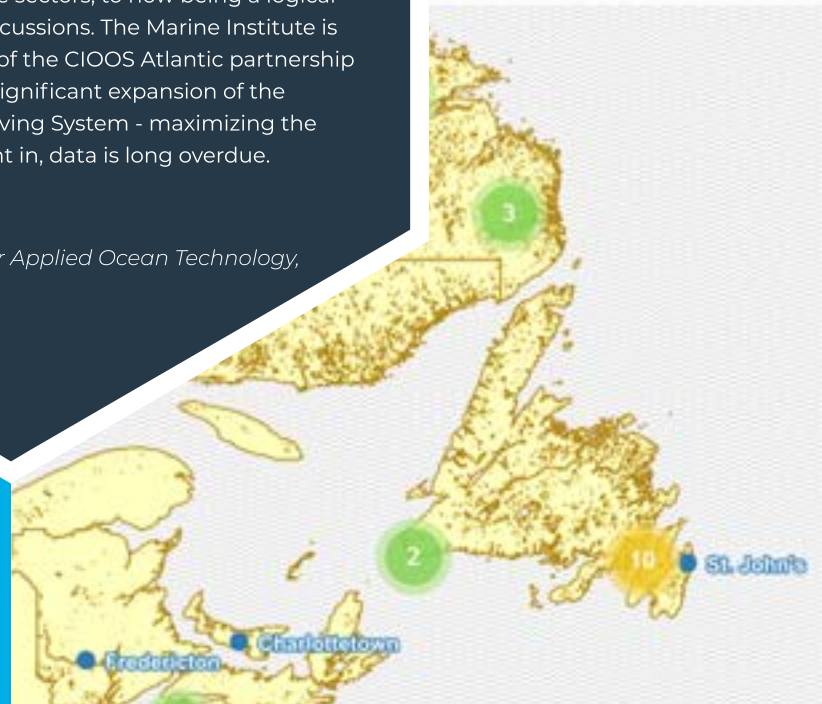 e sectors, to now being a logical
cussions. The Marine Institute is
of the CIOOS Atlantic partnership
ignificant expansion of the
ving System - maximizing the
nt in, data is long overdue.
r Applied Ocean Technology,
3
2
10
St. John's
Charlottetown
Fredericton